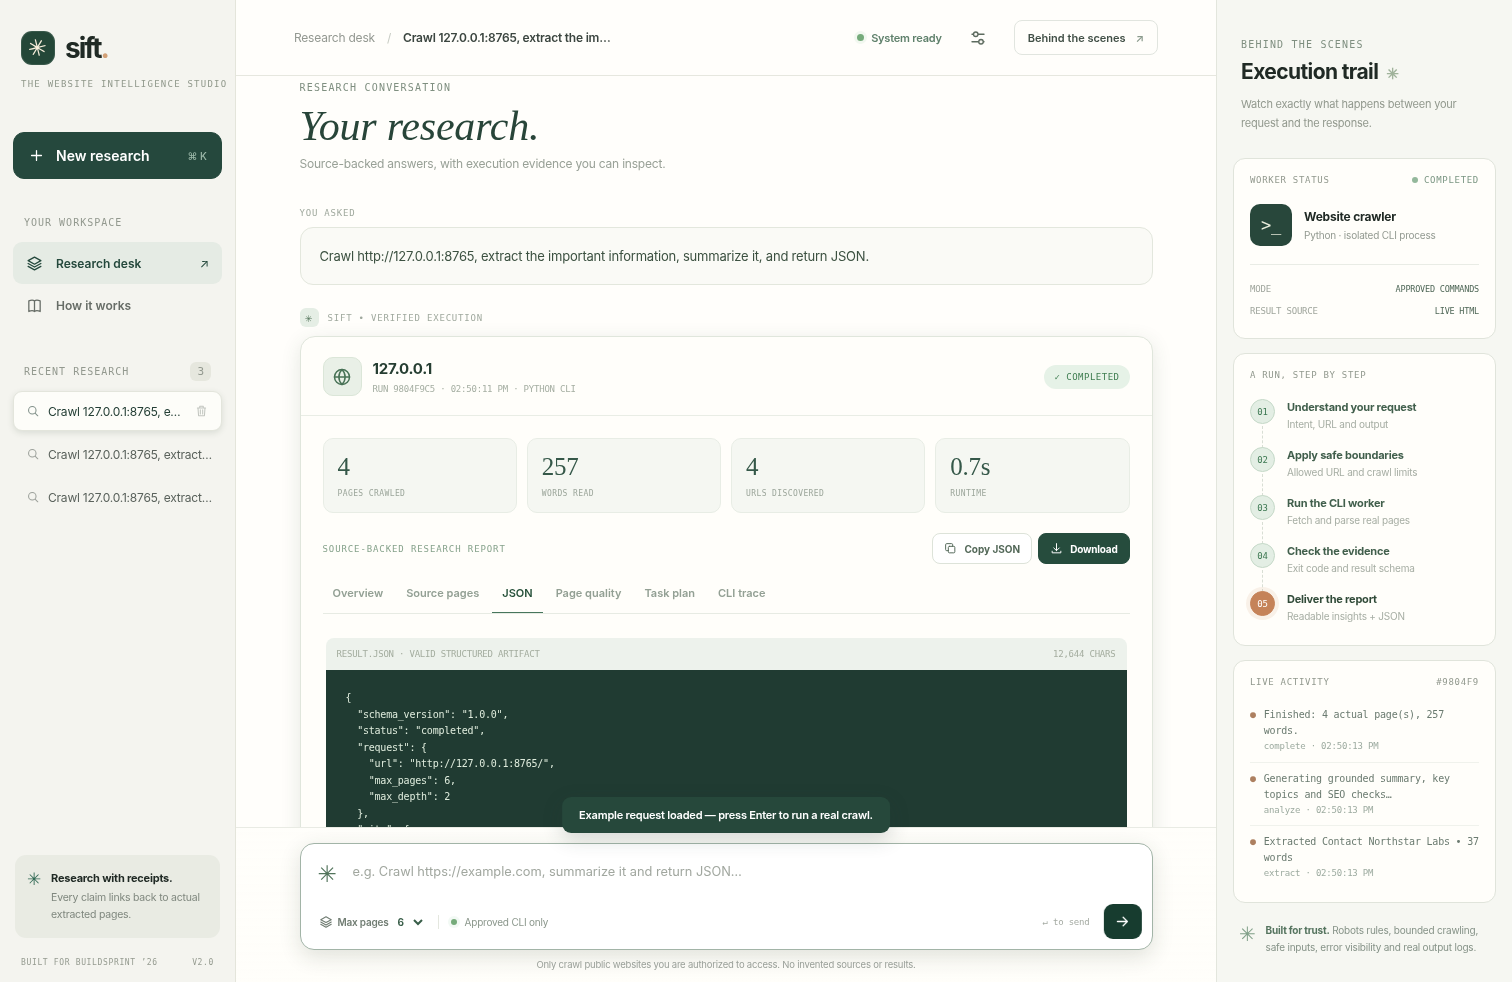 sift.
THE WEBSITE INTELLIGENCE STUDIO
New research ⌘ K
YOUR WORKSPACE
Research desk
How it works
RECENT RESEARCH 3
Crawl 127.0.0.1:8765, e...
Crawl 127.0.0.1:8765, extract...
Crawl 127.0.0.1:8765, extract...
Research with receipts.
Every claim links back to actual
extracted pages.
BUILT FOR BUILDSPRINT '26 V2.0
Research desk / Crawl 127.0.0.1:8765, extract the im...
System ready
Behind the scenes
RESEARCH CONVERSATION
Your research.
Source-backed answers, with execution evidence you can inspect.
YOU ASKED
Crawl http://127.0.0.1:8765, extract the important information, summarize it, and return JSON.
SIFT • VERIFIED EXECUTION
127.0.0.1
RUN 9804F9C5 · 02:50:11 PM · PYTHON CLI
✓ COMPLETED
4
PAGES CRAWLED
257
WORDS READ
4
URLS DISCOVERED
0.7s
RUNTIME
SOURCE-BACKED RESEARCH REPORT
Copy JSON
Download
Overview Source pages JSON Page quality Task plan CLI trace
RESULT.JSON · VALID STRUCTURED ARTIFACT 12,644 CHARS
{
"schema_version": "1.0.0",
"status": "completed",
"request": {
"url": "http://127.0.0.1:8765/",
"max_pages": 6,
"max_depth": 2
},
Example request loaded — press Enter to run a real crawl.
e.g. Crawl https://example.com, summarize it and return JSON...
Max pages 6
Approved CLI only
↵ to send
Only crawl public websites you are authorized to access. No invented sources or results.
BEHIND THE SCENES
Execution trail
Watch exactly what happens between your
request and the response.
WORKER STATUS COMPLETED
>_
Website crawler
Python · isolated CLI process
MODE APPROVED COMMANDS
RESULT SOURCE LIVE HTML
A RUN, STEP BY STEP
01 Understand your request
Intent, URL and output
02 Apply safe boundaries
Allowed URL and crawl limits
03 Run the CLI worker
Fetch and parse real pages
04 Check the evidence
Exit code and result schema
05 Deliver the report
Readable insights + JSON
LIVE ACTIVITY #9804F9
Finished: 4 actual page(s), 257
words.
complete · 02:50:13 PM
Generating grounded summary, key
topics and SEO checks…
analyze · 02:50:13 PM
Extracted Contact Northstar Labs • 37
words
extract · 02:50:13 PM
Built for trust. Robots rules, bounded crawling,
safe inputs, error visibility and real output logs.